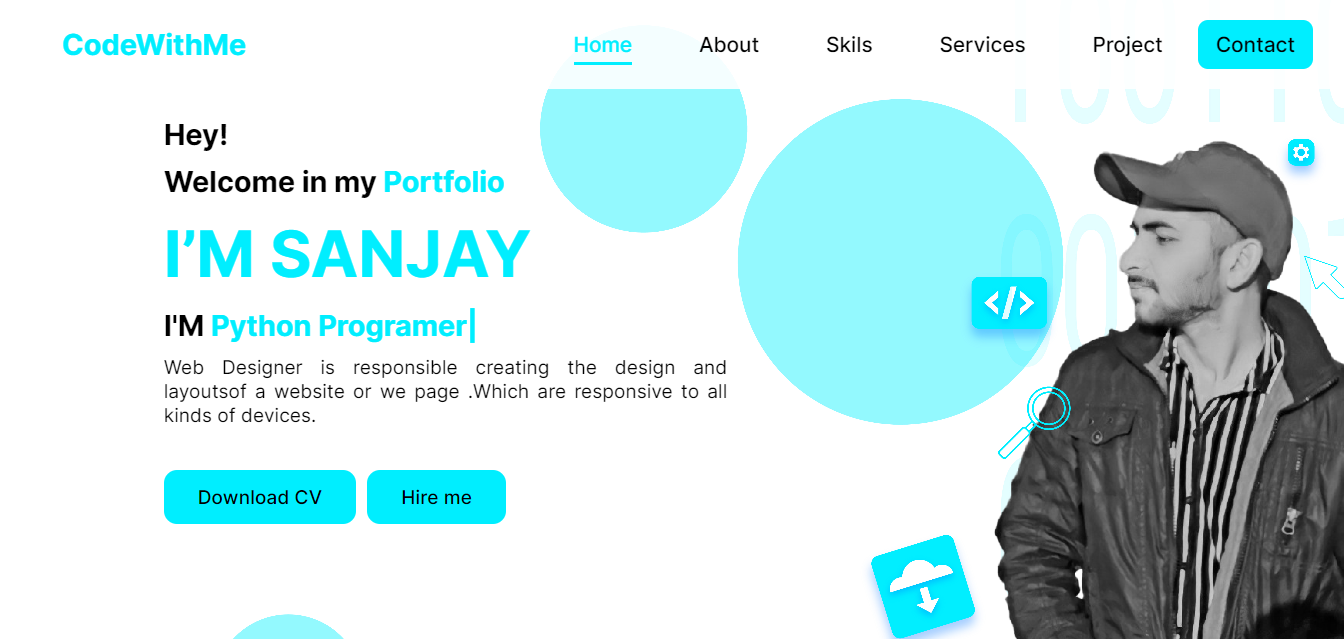 CodeWithMe
Home About Skils Services Project Contact
Hey!
Welcome in my Portfolio
I’M SANJAY
I'M Python Programer|
Web Designer is responsible creating the design and
layoutsof a website or we page .Which are responsive to all
kinds of devices.
</>
Download CV Hire me